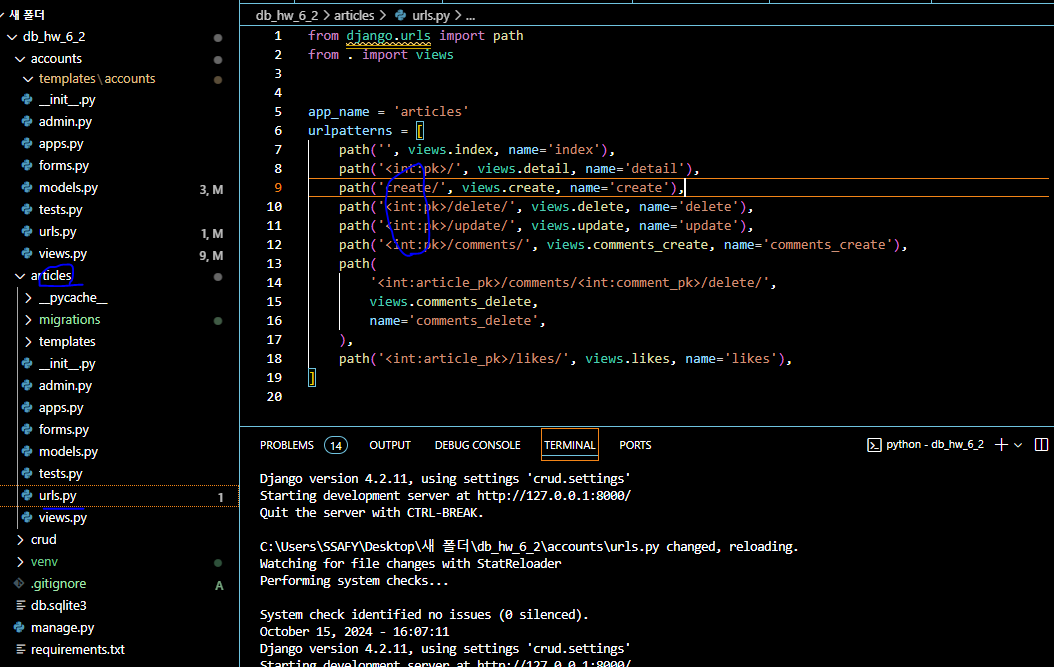 새 폴더
db_hw_6_2
accounts
templates\accounts
__init__.py
admin.py
apps.py
forms.py
models.py 3, M
tests.py
urls.py 1, M
views.py 9, M
articles
__pycache__
migrations
templates
__init__.py
admin.py
apps.py
forms.py
models.py
tests.py
urls.py 1
views.py
crud
venv
.gitignore A
db.sqlite3
manage.py
requirements.txt
db_hw_6_2 > articles > urls.py > ...
1 from django.urls import path
2 from . import views
3
4
5 app_name = 'articles'
6 urlpatterns = [
7 path('', views.index, name='index'),
8 path('<int:pk>/', views.detail, name='detail'),
9 path('create/', views.create, name='create'),
10 path('<int:pk>/delete/', views.delete, name='delete'),
11 path('<int:pk>/update/', views.update, name='update'),
12 path('<int:pk>/comments/', views.comments_create, name='comments_create'),
13 path(
14 '<int:article_pk>/comments/<int:comment_pk>/delete/',
15 views.comments_delete,
16 name='comments_delete',
17 ),
18 path('<int:article_pk>/likes/', views.likes, name='likes'),
19 ]
20
PROBLEMS 14 OUTPUT DEBUG CONSOLE TERMINAL PORTS python - db_hw_6_2
Django version 4.2.11, using settings 'crud.settings'
Starting development server at http://127.0.0.1:8000/
Quit the server with CTRL-BREAK.
C:\Users\SSAFY\Desktop\새 폴더\db_hw_6_2\accounts\urls.py changed, reloading.
Watching for file changes with StatReloader
Performing system checks...
System check identified no issues (0 silenced).
October 15, 2024 - 16:07:11
Django version 4.2.11, using settings 'crud.settings'
Starting development server at http://127.0.0.1:8000/